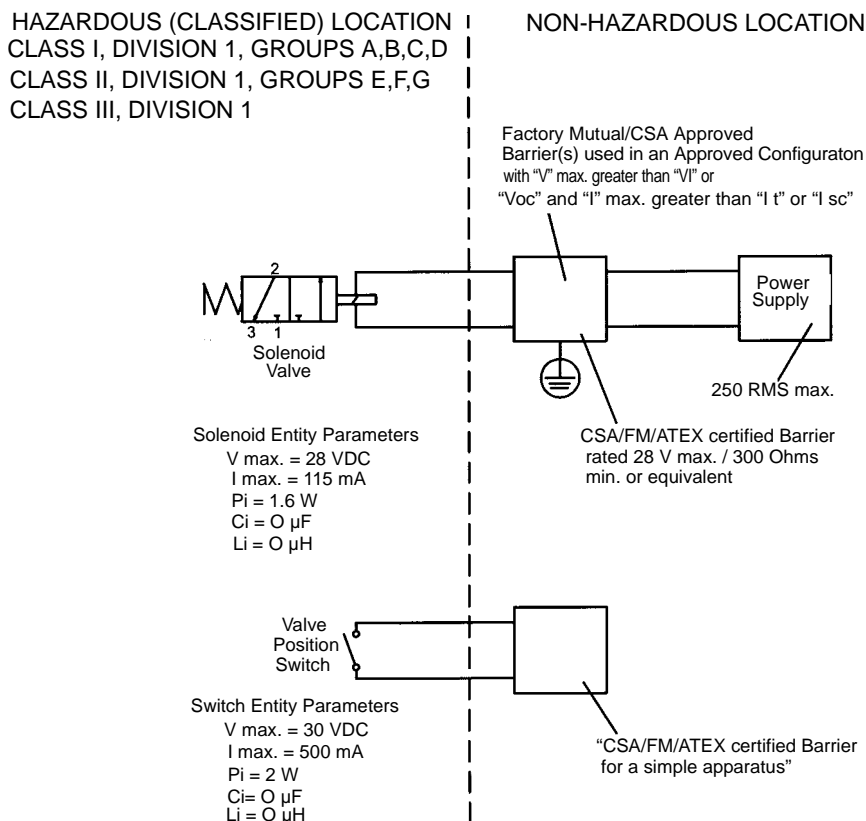 HAZARDOUS (CLASSIFIED) LOCATION
CLASS I, DIVISION 1, GROUPS A,B,C,D
CLASS II, DIVISION 1, GROUPS E,F,G
CLASS III, DIVISION 1
NON-HAZARDOUS LOCATION
Factory Mutual/CSA Approved
Barrier(s) used in an Approved Configuraton
with “V” max. greater than “VI” or
“Voc” and “I” max. greater than “I t” or “I sc”
2
3 1
Solenoid
Valve
Power
Supply
250 RMS max.
CSA/FM/ATEX certified Barrier
rated 28 V max. / 300 Ohms
min. or equivalent
Solenoid Entity Parameters
V max. = 28 VDC
I max. = 115 mA
Pi = 1.6 W
Ci = O µF
Li = O µH
Valve
Position
Switch
Switch Entity Parameters
V max. = 30 VDC
I max. = 500 mA
Pi = 2 W
Ci= O µF
Li = O µH
“CSA/FM/ATEX certified Barrier
for a simple apparatus”